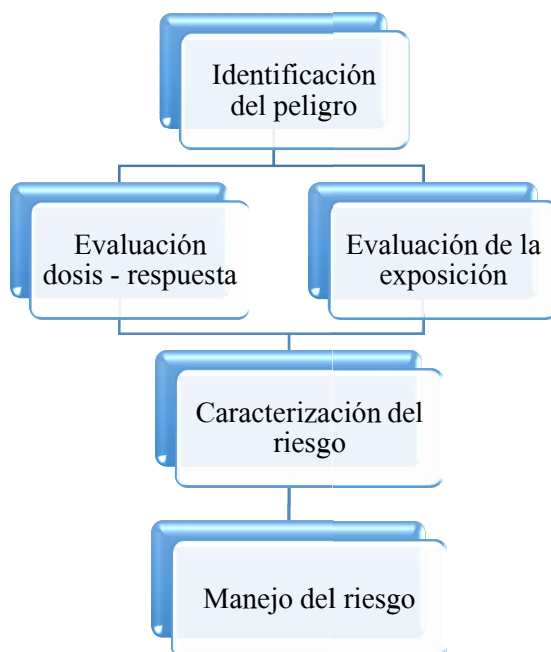 Identificación
del peligro
Evaluación
dosis - respuesta
Evaluación de la
exposición
Caracterización del
riesgo
Manejo del riesgo